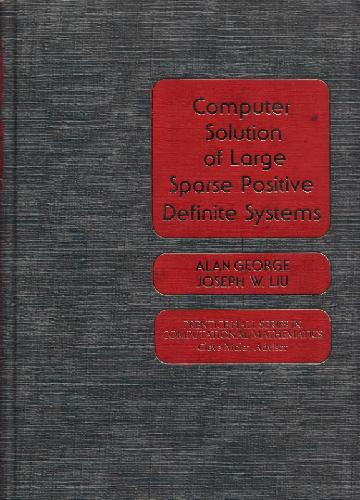 Computer
Solution
of Large
Sparse Positive
Definite Systems
ALAN GEORGE
JOSEPH W. LIU
PRENTICE-HALL SERIES IN
COMPUTATIONAL MATHEMATICS
Cleve Moler, Advisor